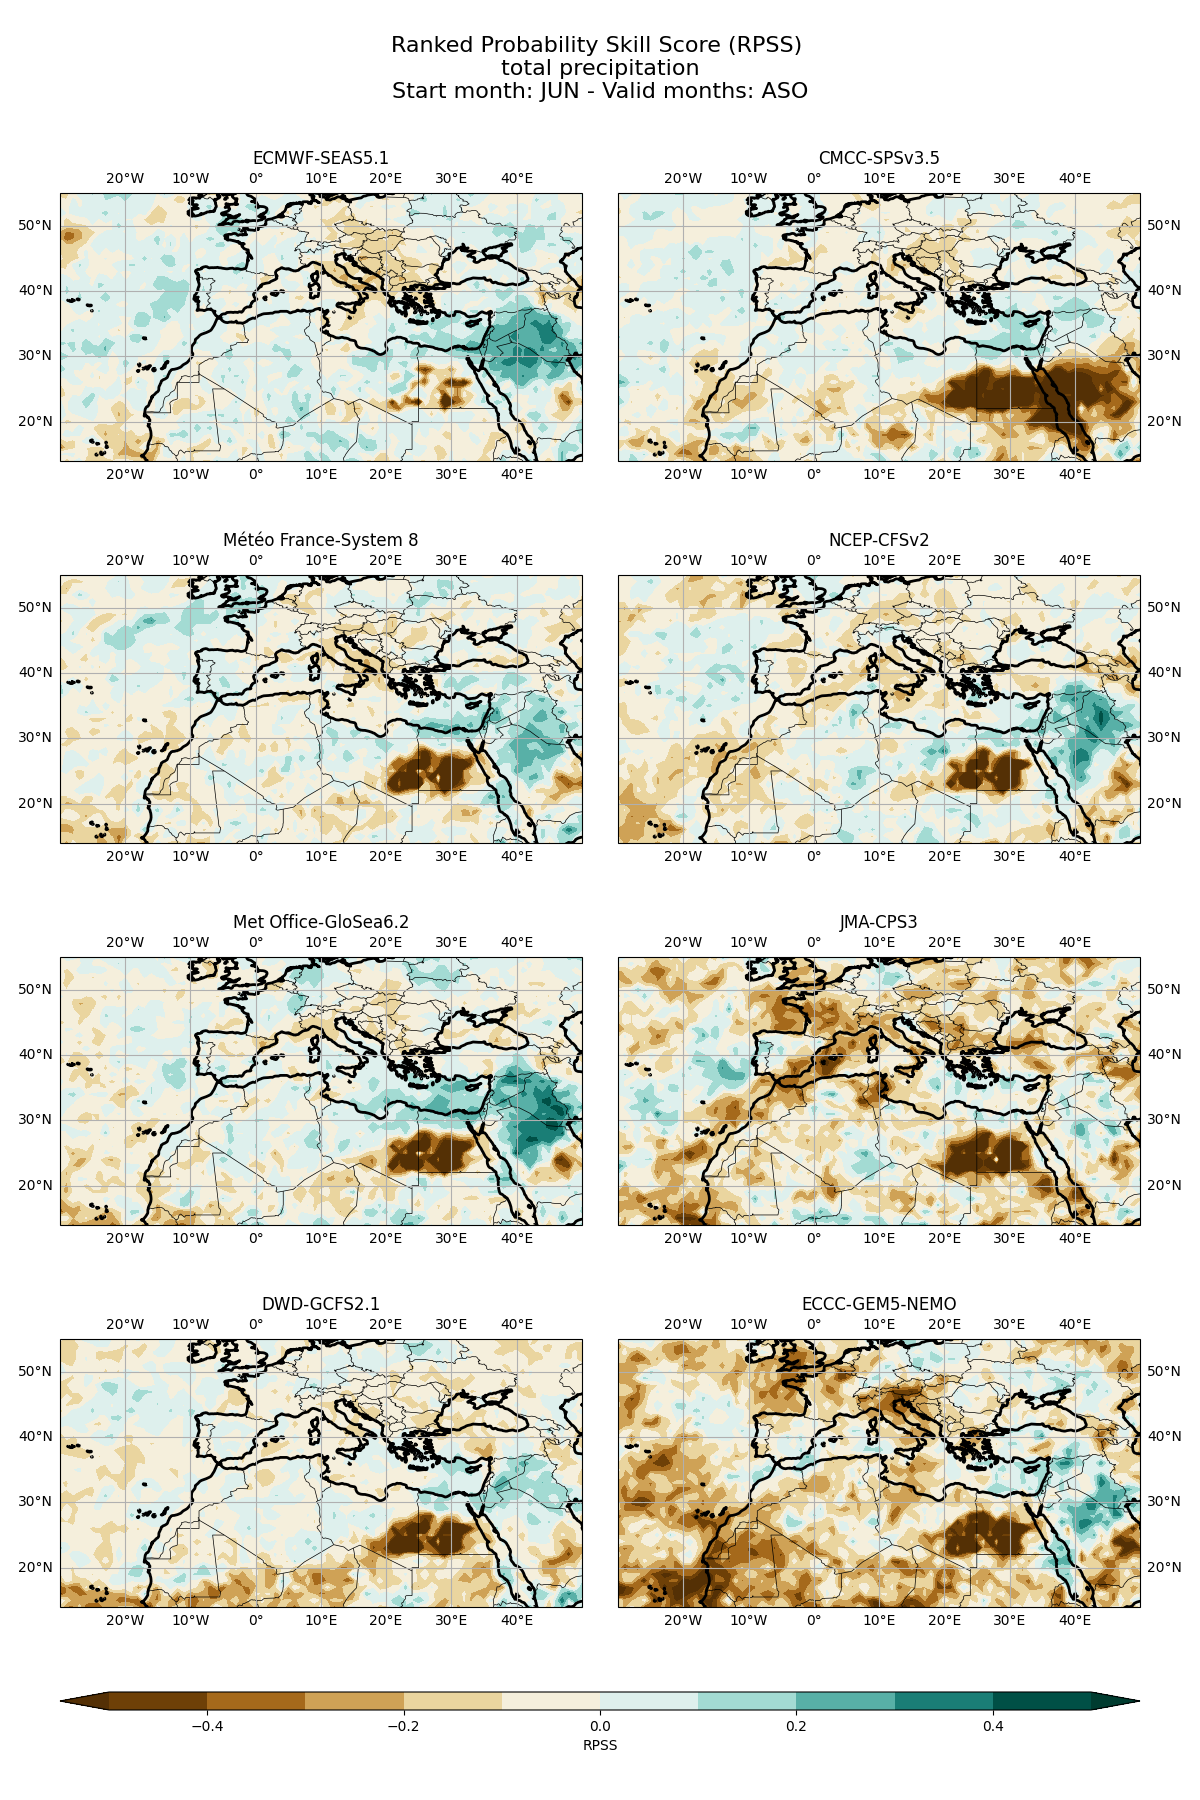 Ranked Probability Skill Score (RPSS)
total precipitation
Start month: JUN - Valid months: ASO
ECMWF-SEAS5.1
20°W 10°W 0° 10°E 20°E 30°E 40°E
50°N
40°N
30°N
20°N
20°W 10°W 0° 10°E 20°E 30°E 40°E
CMCC-SPSv3.5
20°W 10°W 0° 10°E 20°E 30°E 40°E
50°N
40°N
30°N
20°N
20°W 10°W 0° 10°E 20°E 30°E 40°E
Météo France-System 8
20°W 10°W 0° 10°E 20°E 30°E 40°E
50°N
40°N
30°N
20°N
20°W 10°W 0° 10°E 20°E 30°E 40°E
NCEP-CFSv2
20°W 10°W 0° 10°E 20°E 30°E 40°E
50°N
40°N
30°N
20°N
20°W 10°W 0° 10°E 20°E 30°E 40°E
Met Office-GloSea6.2
20°W 10°W 0° 10°E 20°E 30°E 40°E
50°N
40°N
30°N
20°N
20°W 10°W 0° 10°E 20°E 30°E 40°E
JMA-CPS3
20°W 10°W 0° 10°E 20°E 30°E 40°E
50°N
40°N
30°N
20°N
20°W 10°W 0° 10°E 20°E 30°E 40°E
DWD-GCFS2.1
20°W 10°W 0° 10°E 20°E 30°E 40°E
50°N
40°N
30°N
20°N
20°W 10°W 0° 10°E 20°E 30°E 40°E
ECCC-GEM5-NEMO
20°W 10°W 0° 10°E 20°E 30°E 40°E
50°N
40°N
30°N
20°N
20°W 10°W 0° 10°E 20°E 30°E 40°E
−0.4 −0.2 0.0 0.2 0.4
RPSS